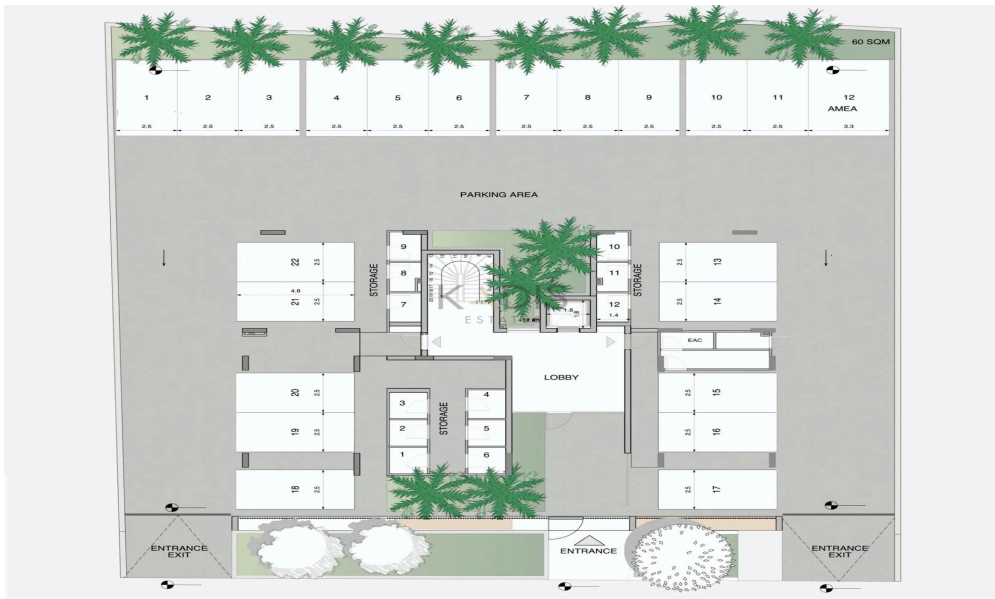 60 SQM
1 2 3 4 5 6 7 8 9 10 11 12
AMEA
2.5 2.5 2.5 2.5 2.5 2.5 2.5 2.5 2.5 2.5 2.5 3.3
PARKING AREA
9 10
22 2.5 STORAGE 8 11 STORAGE 2.5 13
4.8
21 2.5 7 12 2.5 14
1.4
1.6
1.8
ESTATES
EAC
LOBBY
20 2.5 3 4 2.5 15
STORAGE
19 2.5 2 5 2.5 16
1 6
18 2.5 2.5 17
ENTRANCE
EXIT
ENTRANCE
ENTRANCE
EXIT